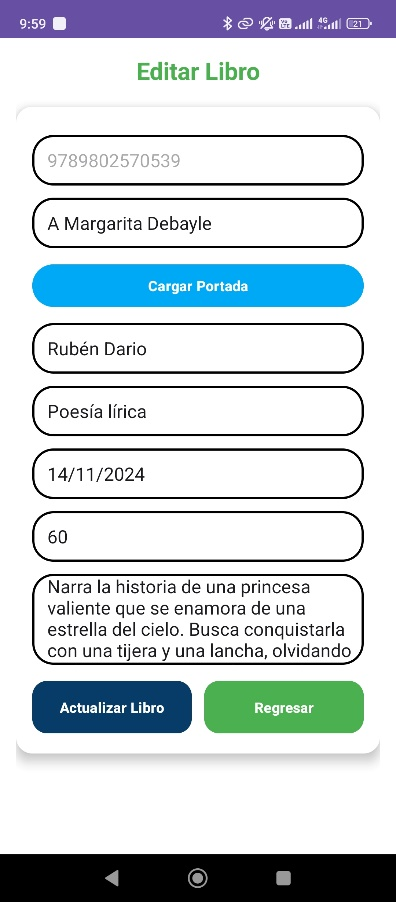 9:59
4G
21
Editar Libro
9789802570539
A Margarita Debayle
Cargar Portada
Rubén Dario
Poesía lírica
14/11/2024
60
Narra la historia de una princesa
valiente que se enamora de una
estrella del cielo. Busca conquistarla
con una tijera y una lancha, olvidando
Actualizar Libro
Regresar